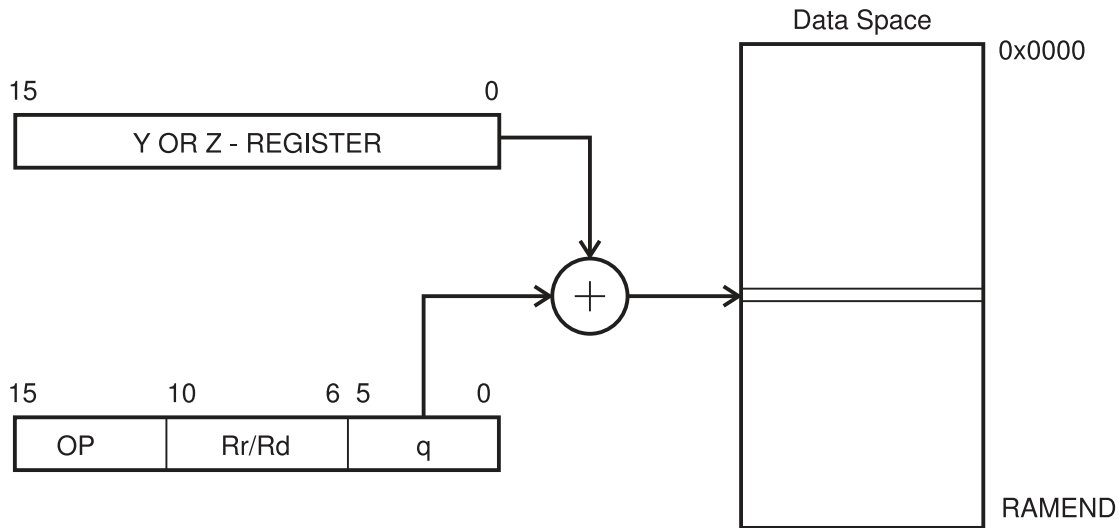 Data Space
0x0000
15 0
Y OR Z - REGISTER
+
15 10 6 5 0
OP Rr/Rd q
RAMEND